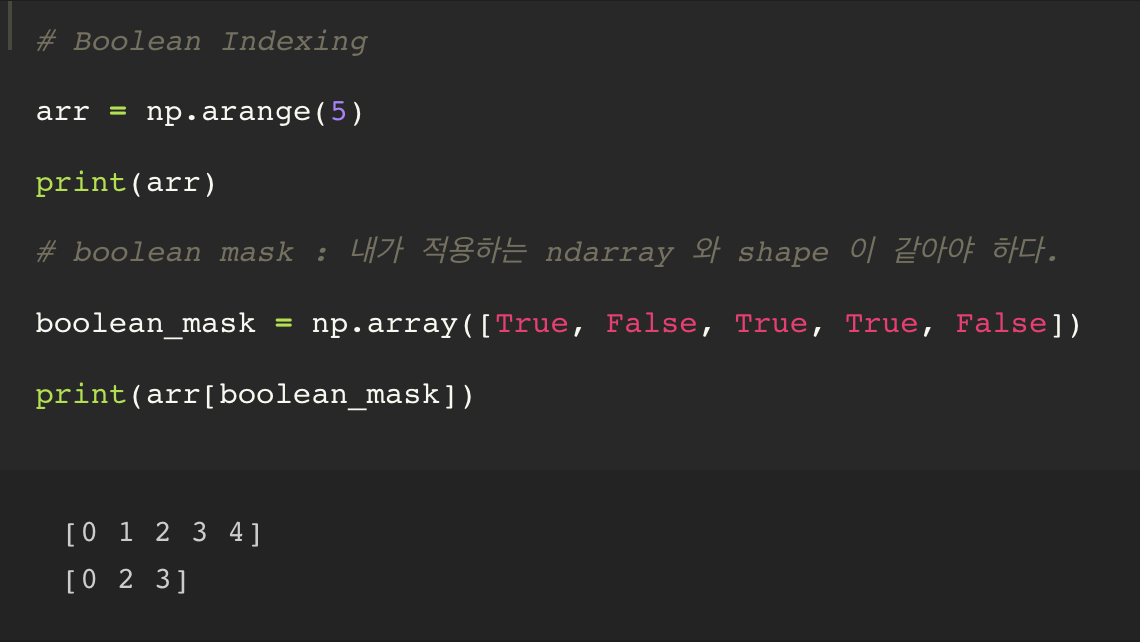 # Boolean Indexing
arr = np.arange(5)
print(arr)
# boolean mask : 내가 적용하는 ndarray 와 shape 이 같아야 하다.
boolean_mask = np.array([True, False, True, True, False])
print(arr[boolean_mask])
[0 1 2 3 4]
[0 2 3]